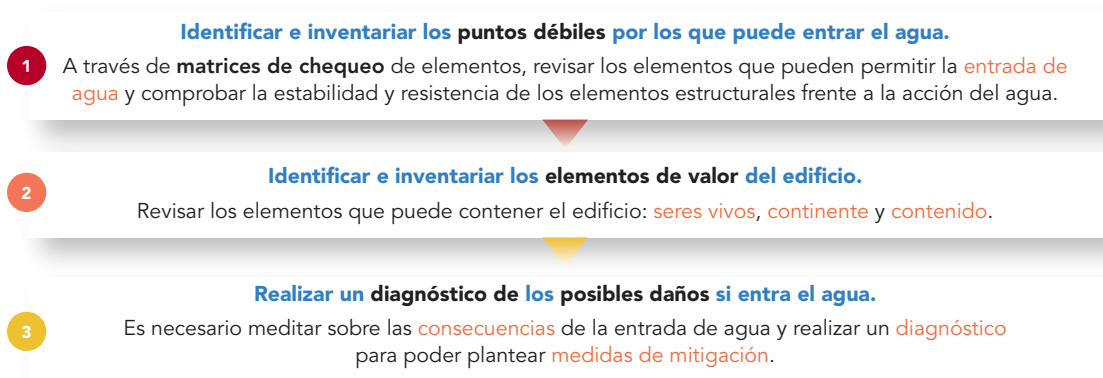 Identificar e inventariar los puntos débiles por los que puede entrar el agua.
1
A través de matrices de chequeo de elementos, revisar los elementos que pueden permitir la entrada de
agua y comprobar la estabilidad y resistencia de los elementos estructurales frente a la acción del agua.
Identificar e inventariar los elementos de valor del edificio.
2
Revisar los elementos que puede contener el edificio: seres vivos, continente y contenido.
Realizar un diagnóstico de los posibles daños si entra el agua.
3
Es necesario meditar sobre las consecuencias de la entrada de agua y realizar un diagnóstico
para poder plantear medidas de mitigación.